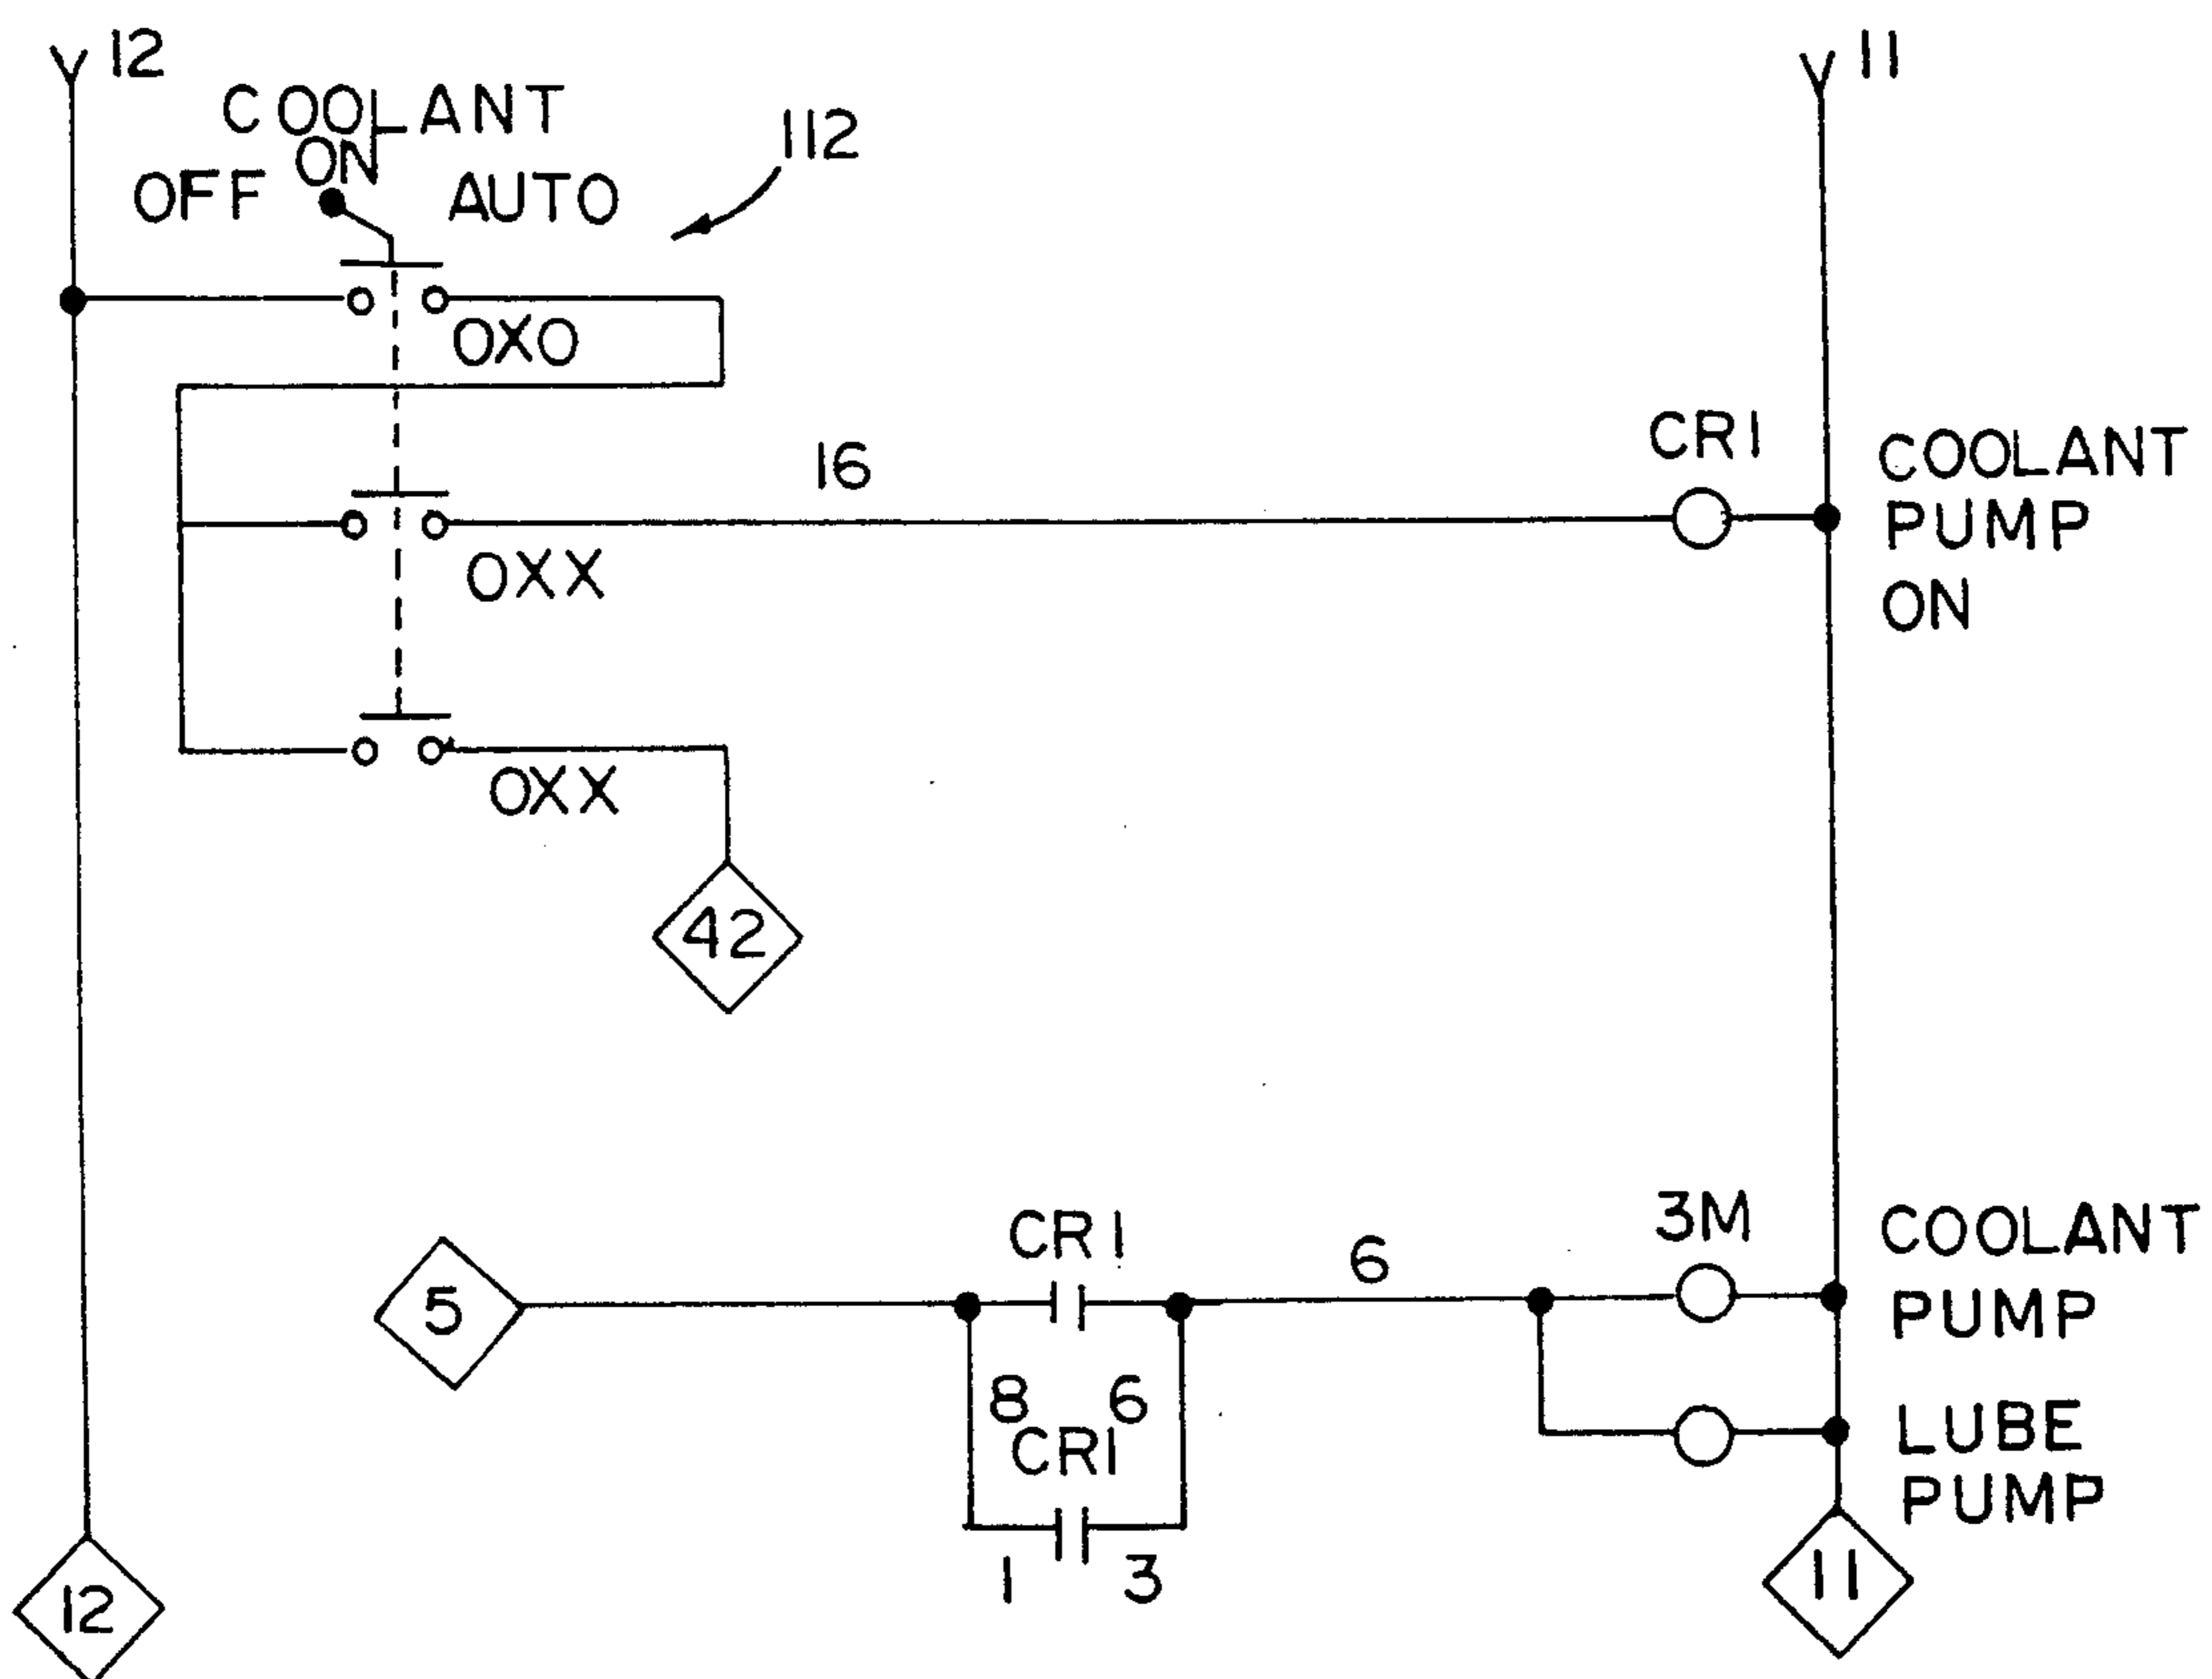 12
11
COOLANT
ON
OFF
AUTO
112
OXO
CR1
COOLANT
PUMP
ON
16
OXX
OXX
42
CR1
6
3M
COOLANT
PUMP
5
8
6
CR1
LUBE
PUMP
1
3
12
11